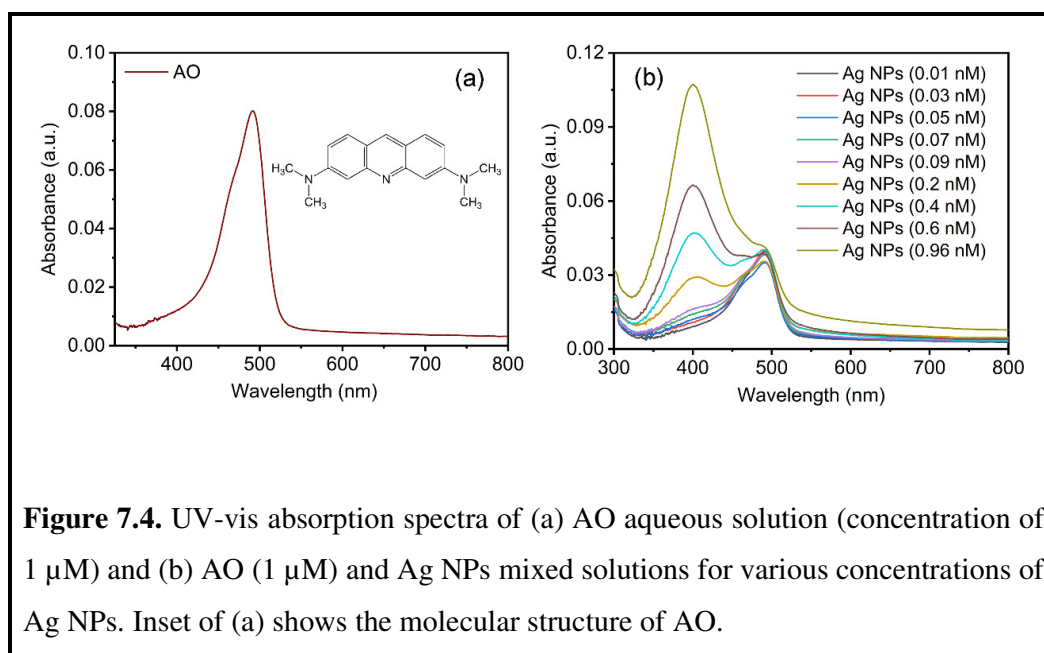 0.10
0.08
0.06
0.04
0.02
0.00
Absorbance (a.u.)
400 500 600 700 800
Wavelength (nm)
AO
(a)
H₃C N CH₃
CH₃ N CH₃
0.12
0.09
0.06
0.03
0.00
Absorbance (a.u.)
300 400 500 600 700 800
Wavelength (nm)
(b)
Ag NPs (0.01 nM)
Ag NPs (0.03 nM)
Ag NPs (0.05 nM)
Ag NPs (0.07 nM)
Ag NPs (0.09 nM)
Ag NPs (0.2 nM)
Ag NPs (0.4 nM)
Ag NPs (0.6 nM)
Ag NPs (0.96 nM)
Figure 7.4. UV-vis absorption spectra of (a) AO aqueous solution (concentration of
1 µM) and (b) AO (1 µM) and Ag NPs mixed solutions for various concentrations of
Ag NPs. Inset of (a) shows the molecular structure of AO.